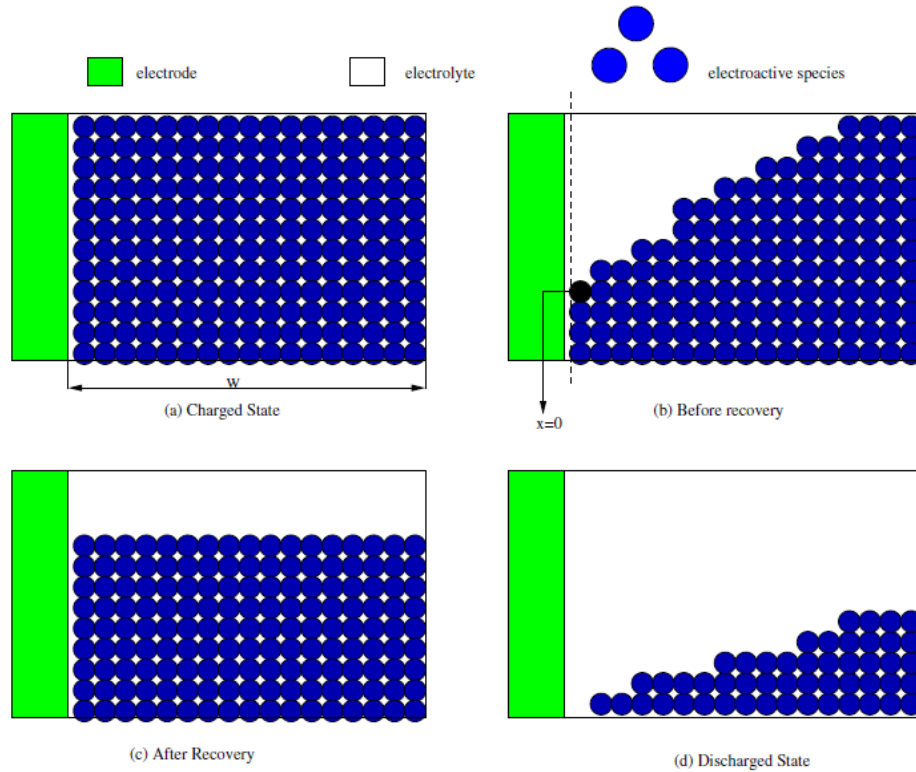 electrode
electrolyte
electroactive species
w
(a) Charged State
x=0
(b) Before recovery
(c) After Recovery
(d) Discharged State